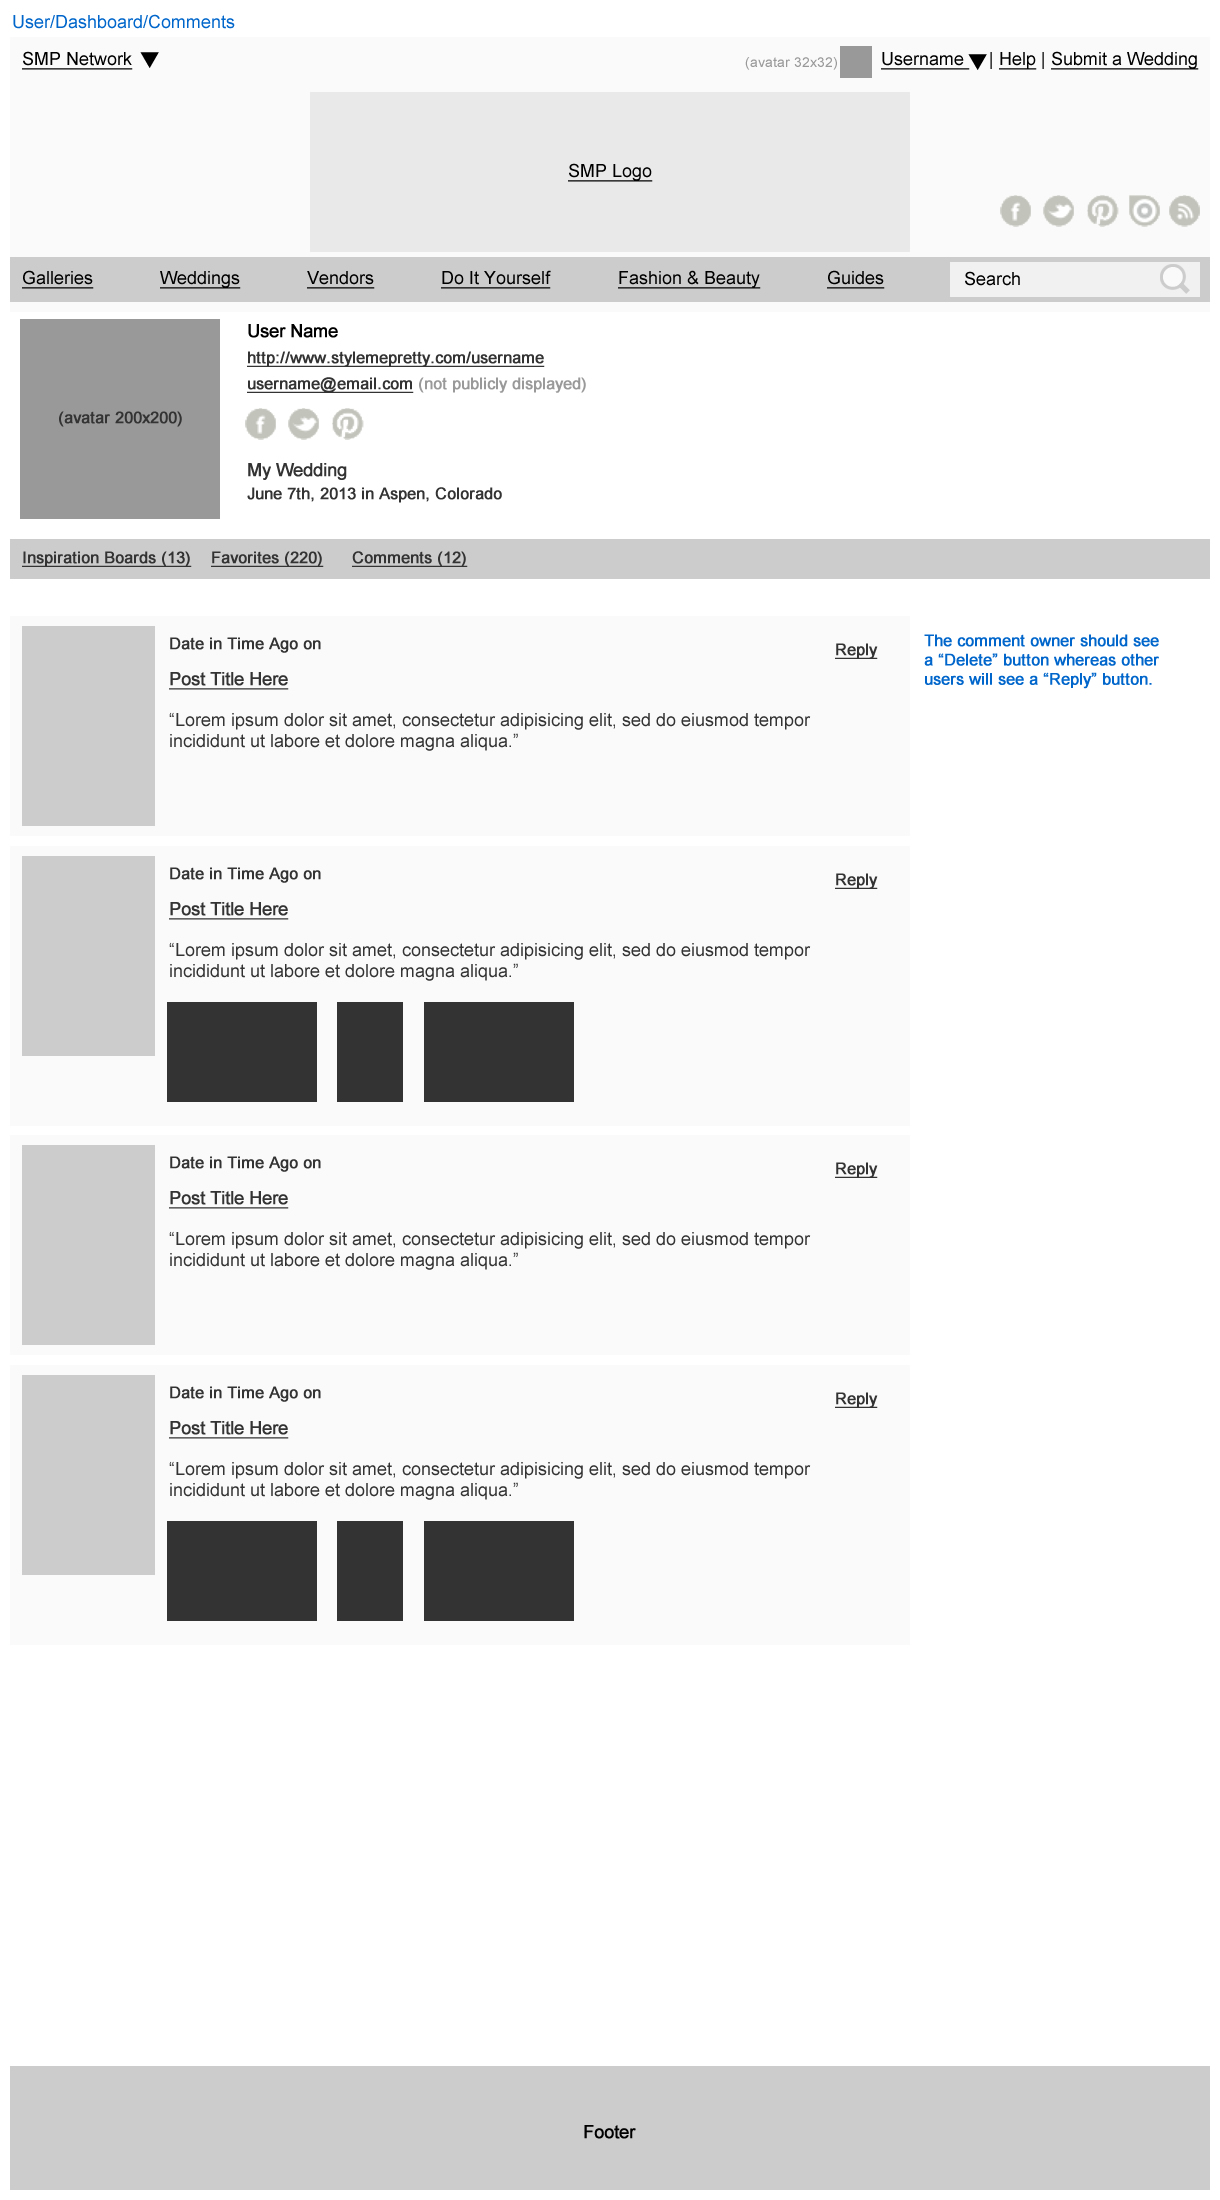 User/Dashboard/Comments
SMP Network
(avatar 32x32) Username | Help | Submit a Wedding
SMP Logo
Galleries Weddings Vendors Do It Yourself Fashion & Beauty Guides Search
User Name
http://www.stylemepretty.com/username
username@email.com (not publicly displayed)
(avatar 200x200)
My Wedding
June 7th, 2013 in Aspen, Colorado
Inspiration Boards (13) Favorites (220) Comments (12)
Date in Time Ago on
Reply
Post Title Here
“Lorem ipsum dolor sit amet, consectetur adipisicing elit, sed do eiusmod tempor
incididunt ut labore et dolore magna aliqua.”
The comment owner should see
a “Delete” button whereas other
users will see a “Reply” button.
Date in Time Ago on
Reply
Post Title Here
“Lorem ipsum dolor sit amet, consectetur adipisicing elit, sed do eiusmod tempor
incididunt ut labore et dolore magna aliqua.”
Date in Time Ago on
Reply
Post Title Here
“Lorem ipsum dolor sit amet, consectetur adipisicing elit, sed do eiusmod tempor
incididunt ut labore et dolore magna aliqua.”
Date in Time Ago on
Reply
Post Title Here
“Lorem ipsum dolor sit amet, consectetur adipisicing elit, sed do eiusmod tempor
incididunt ut labore et dolore magna aliqua.”
Footer